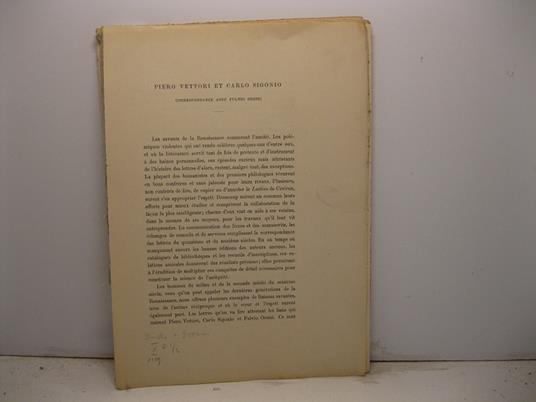 PIERO VETTORI ET CARLO SIGONIO
CORRESPONDANCE AVEC FULVIO ORSINI
Les savants de la Renaissance connurent l'amitié. Les polé-
miques violentes qui ont rendu célèbres quelques-uns d'entre eux,
et où la littérature servit tant de fois de prétexte et d'instrument
à des haines personnelles, ces épisodes curieux mais attristants
de l'histoire des lettres d'alors, restent, malgré tout, des exceptions.
La plupart des humanistes et des premiers philologues vécurent
en bons confrères et sans jalousie pour leurs rivaux. Plusieurs,
non contents de lire, de copier ou d'annoter le Laelius de Cicéron,
surent s'en approprier l'esprit. Beaucoup mirent en commun leurs
efforts pour mieux étudier et comprirent la collaboration de la
façon la plus intelligente; chacun d'eux vint en aide à ses voisins,
dans la mesure de ses moyens, pour les travaux qu'il leur vit
entreprendre. La communication des livres et des manuscrits, les
échanges de conseils et de services remplissent la correspondance
des lettrés du quinzième et du seizième siècles. En un temps où
manquaient encore les bonnes éditions des auteurs anciens, les
catalogues de bibliothèques et les recueils d'inscriptions, ces re-
lations amicales donnèrent des résultats précieux; elles permirent
à l'érudition de multiplier ses conquêtes de détail nécessaires pour
construire la science de l'antiquité.
Les hommes du milieu et de la seconde moitié du seizième
siècle, ceux qu'on peut appeler les dernières générations de la
Renaissance, nous offrent plusieurs exemples de liaisons savantes,
nées de l'estime réciproque et où le cœur et l'esprit eurent
également part. Les lettres qu'on va lire attestent les liens qui
unirent Piero Vettori, Carlo Sigonio et Fulvio Orsini. Ce sont